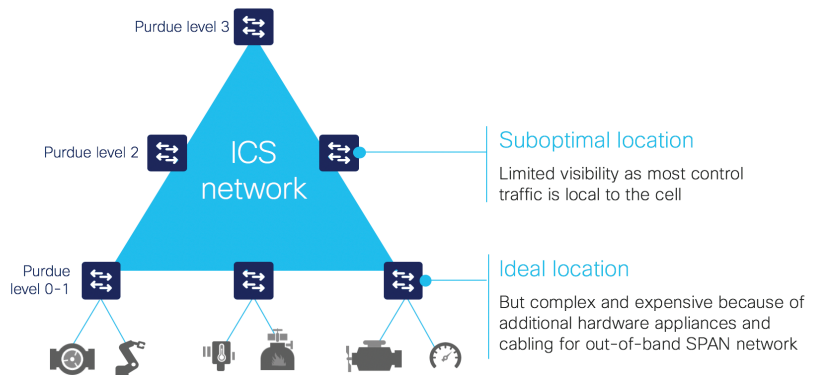 Purdue level 3
Purdue level 2
ICS
network
Suboptimal location
Limited visibility as most control
traffic is local to the cell
Purdue
level 0-1
Ideal location
But complex and expensive because of
additional hardware appliances and
cabling for out-of-band SPAN network